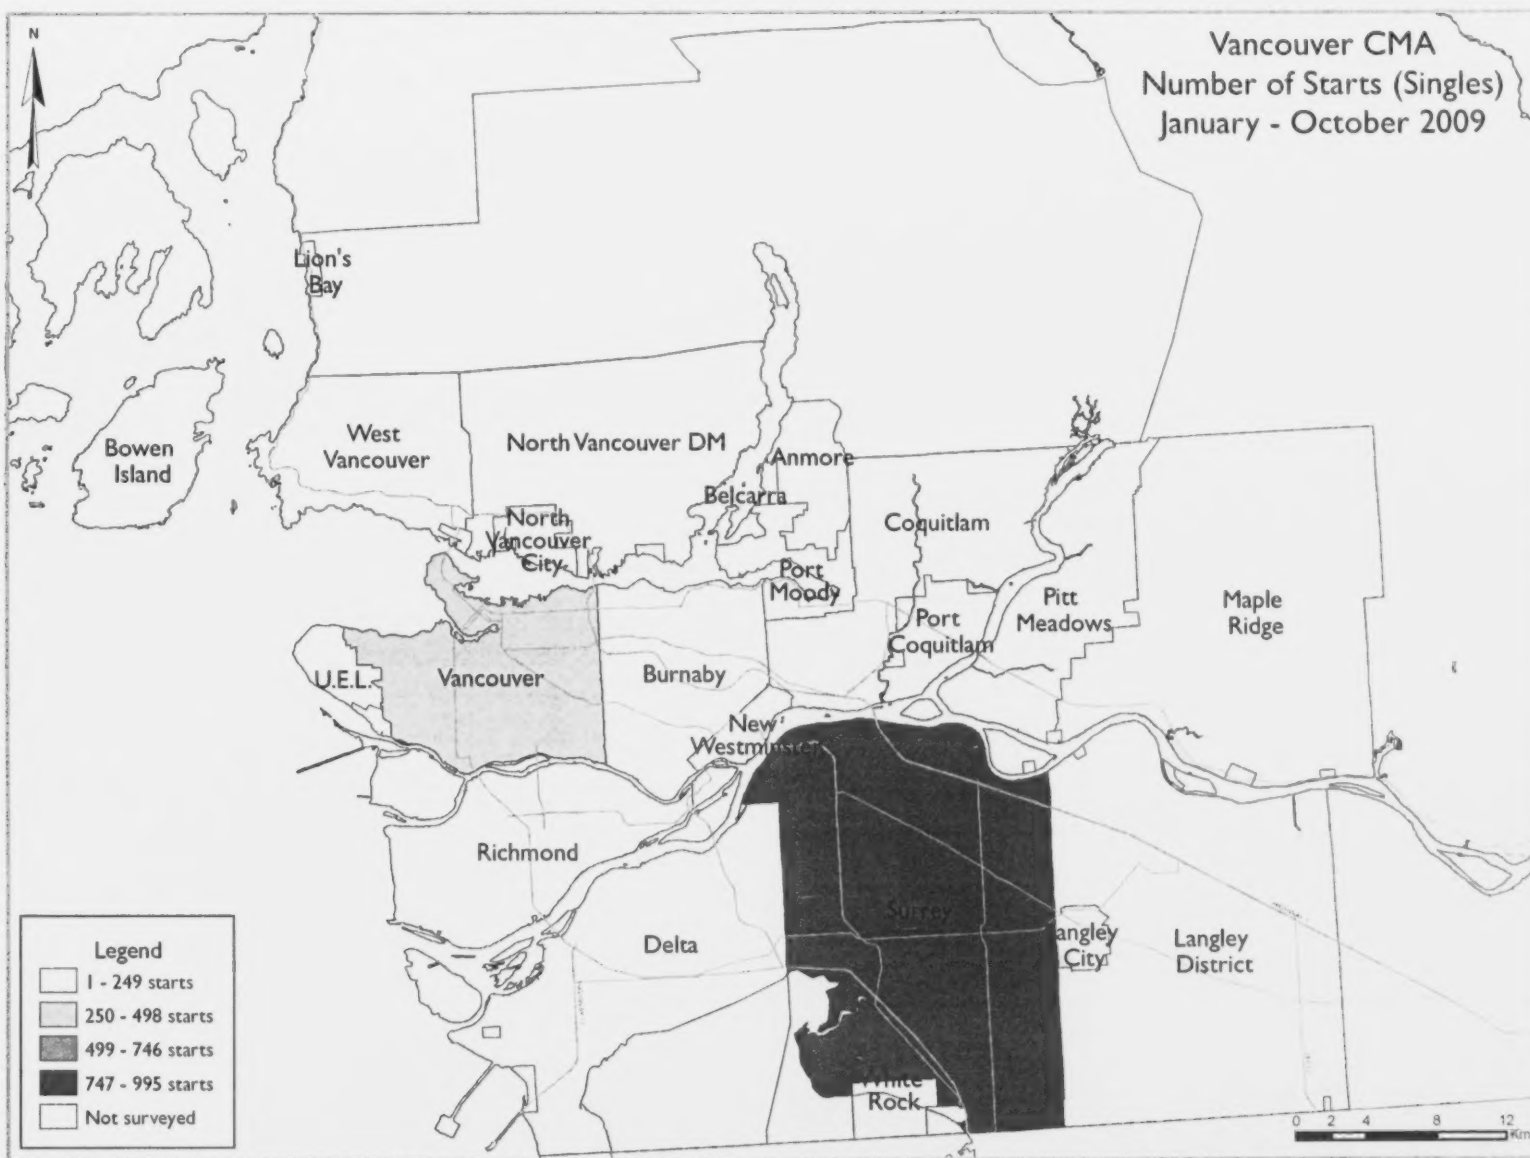 N
Vancouver CMA
Number of Starts (Singles)
January - October 2009
Lion's
Bay
Bowen
Island
West
Vancouver
North Vancouver DM
Anmore
Belcarra
North
Vancouver
City
Coquitlam
Port
Moody
Port
Coquitlam
Pitt
Meadows
Maple
Ridge
U.E.L.
Vancouver
Burnaby
New
Westminster
Richmond
Surrey
Delta
Langley
City
Langley
District
White
Rock
Legend
1 - 249 starts
250 - 498 starts
499 - 746 starts
747 - 995 starts
Not surveyed
0 2 4 8 12
Km